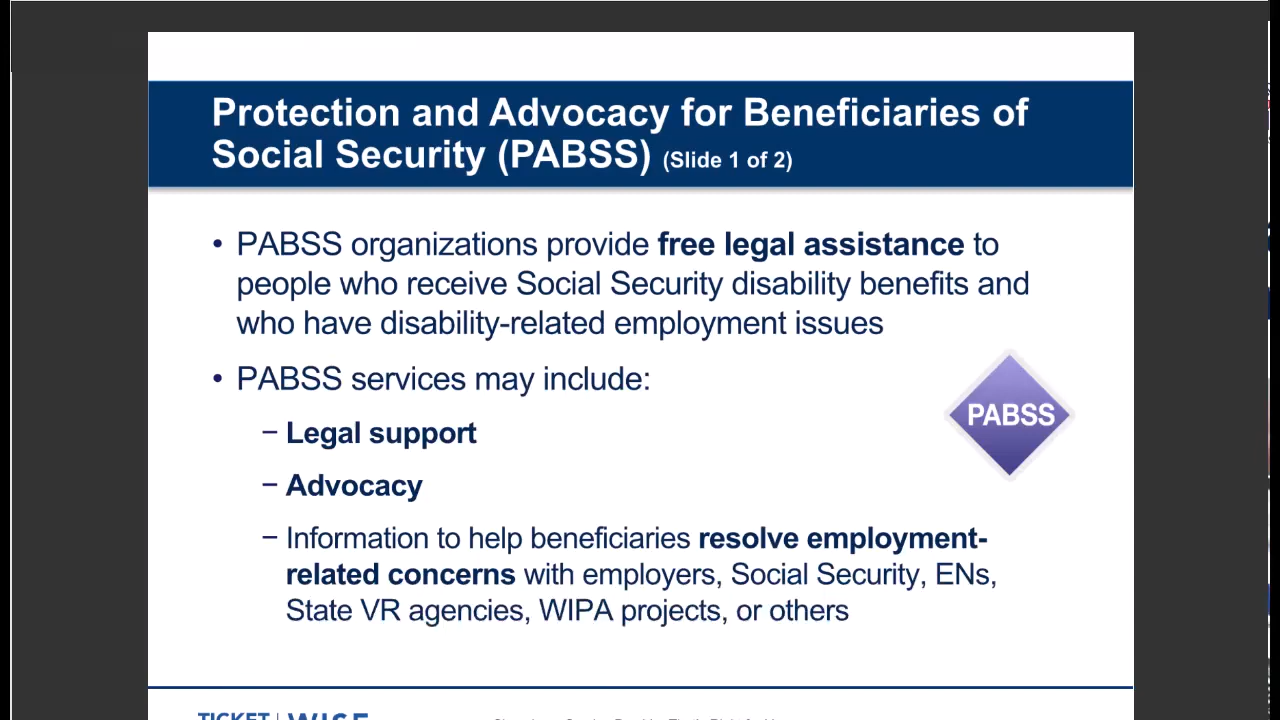 Protection and Advocacy for Beneficiaries of
Social Security (PABSS) (Slide 1 of 2)
• PABSS organizations provide free legal assistance to
people who receive Social Security disability benefits and
who have disability-related employment issues
• PABSS services may include:
− Legal support
PABSS
− Advocacy
− Information to help beneficiaries resolve employment-
related concerns with employers, Social Security, ENs,
State VR agencies, WIPA projects, or others
TICKET | WISE